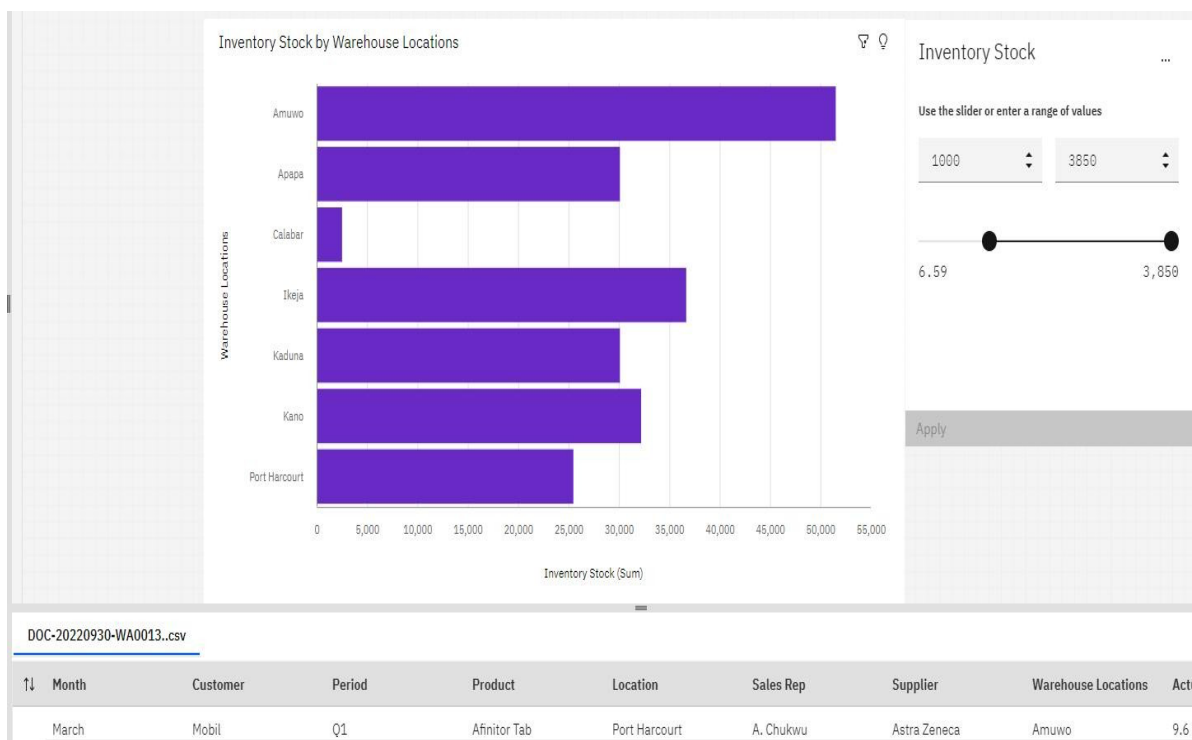 Inventory Stock by Warehouse Locations
Warehouse Locations
Amuwo
Apapa
Calabar
Ikeja
Kaduna
Kano
Port Harcourt
0 5,000 10,000 15,000 20,000 25,000 30,000 35,000 40,000 45,000 50,000 55,000
Inventory Stock (Sum)
Inventory Stock ...
Use the slider or enter a range of values
1000 3850
6.59 3,850
Apply
DOC-20220930-WA0013..csv
Month Customer Period Product Location Sales Rep Supplier Warehouse Locations Actu
March Mobil Q1 Afinitor Tab Port Harcourt A. Chukwu Astra Zeneca Amuwo 9.6